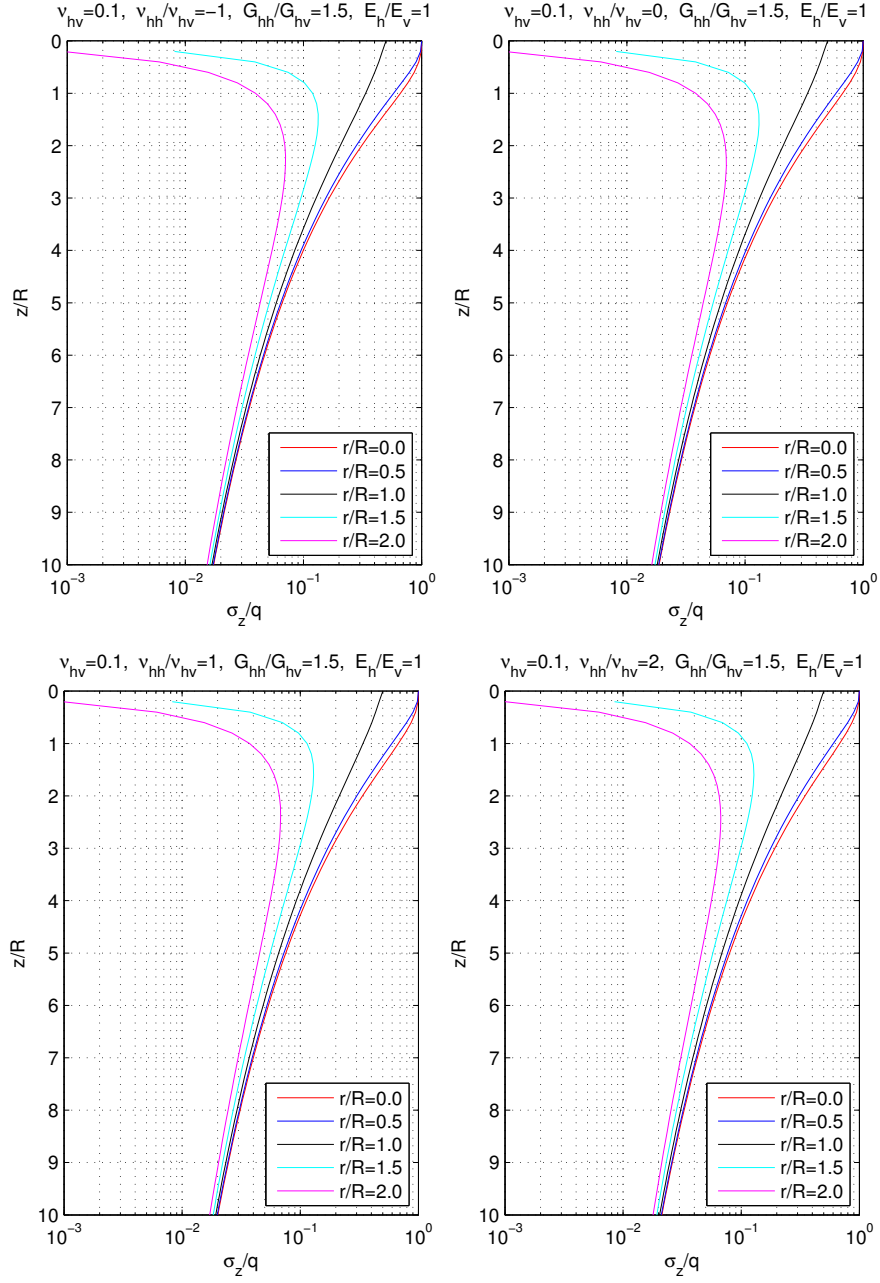 ν_hv=0.1, ν_hh/ν_hv=−1, G_hh/G_hv=1.5, E_h/E_v=1
0
1
2
3
4
5
6
7
8
9
10
z/R
r/R=0.0
r/R=0.5
r/R=1.0
r/R=1.5
r/R=2.0
10^−3
10^−2
10^−1
10^0
σ_z/q
ν_hv=0.1, ν_hh/ν_hv=0, G_hh/G_hv=1.5, E_h/E_v=1
0
1
2
3
4
5
6
7
8
9
10
z/R
r/R=0.0
r/R=0.5
r/R=1.0
r/R=1.5
r/R=2.0
10^−3
10^−2
10^−1
10^0
σ_z/q
ν_hv=0.1, ν_hh/ν_hv=1, G_hh/G_hv=1.5, E_h/E_v=1
0
1
2
3
4
5
6
7
8
9
10
z/R
r/R=0.0
r/R=0.5
r/R=1.0
r/R=1.5
r/R=2.0
10^−3
10^−2
10^−1
10^0
σ_z/q
ν_hv=0.1, ν_hh/ν_hv=2, G_hh/G_hv=1.5, E_h/E_v=1
0
1
2
3
4
5
6
7
8
9
10
z/R
r/R=0.0
r/R=0.5
r/R=1.0
r/R=1.5
r/R=2.0
10^−3
10^−2
10^−1
10^0
σ_z/q